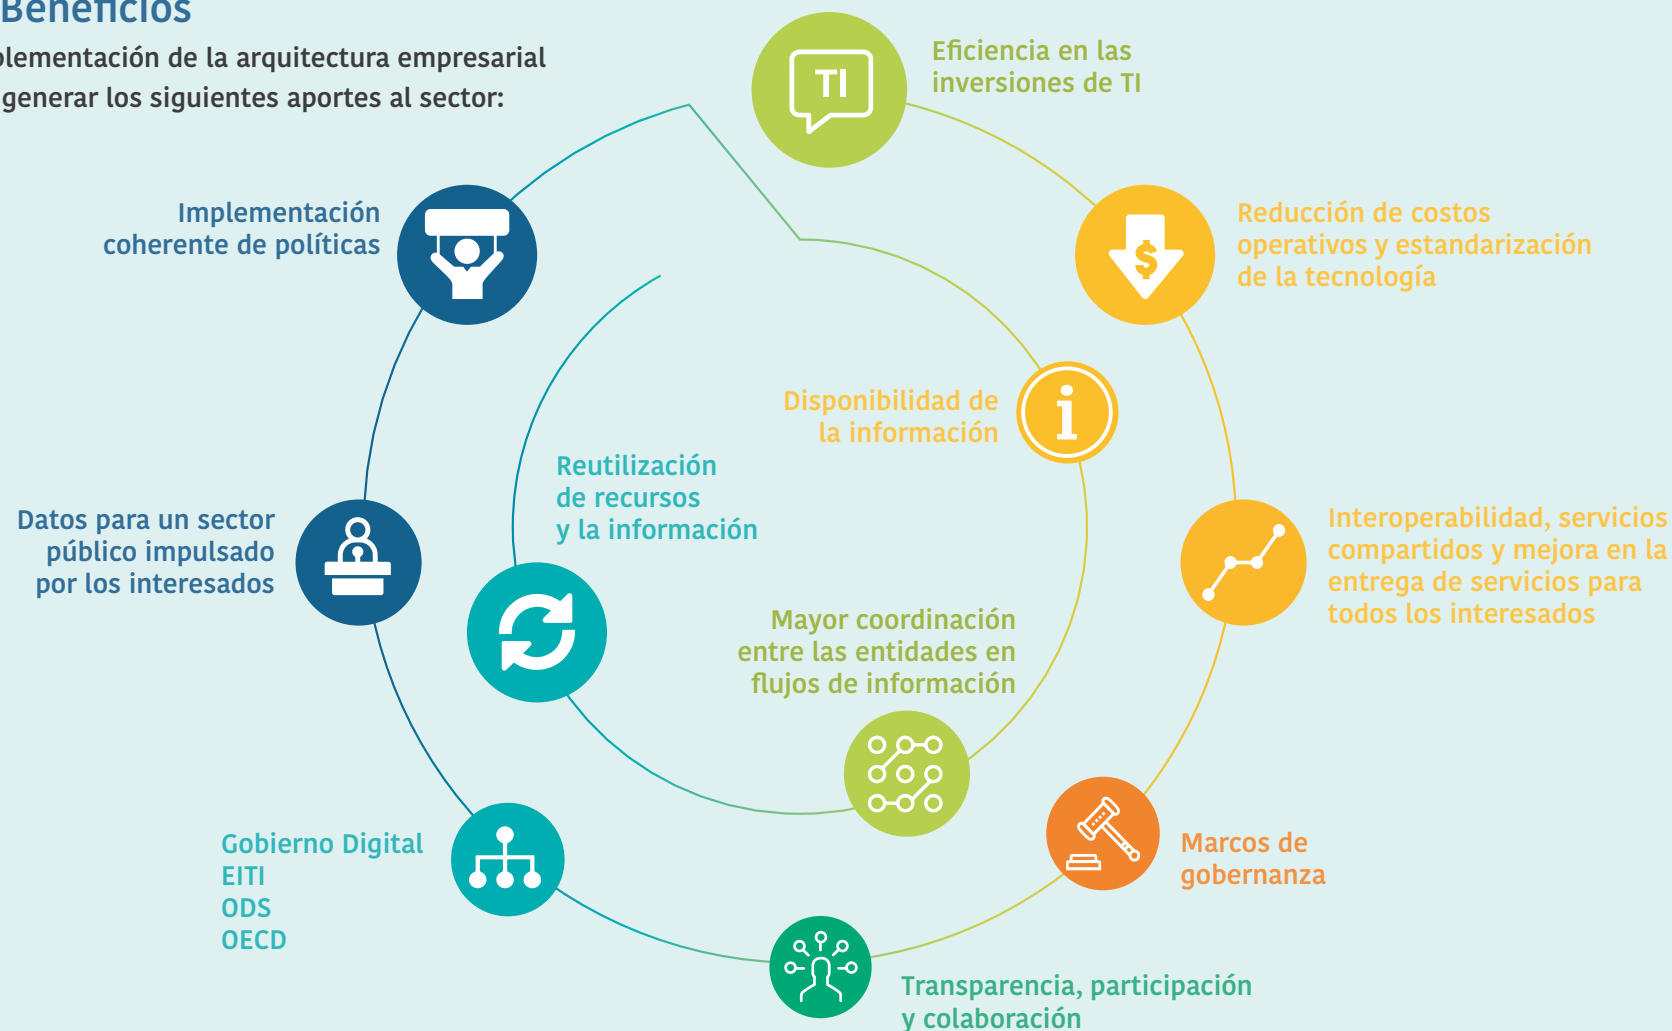 Beneficios
plementación de la arquitectura empresarial
generar los siguientes aportes al sector:
TI
Eficiencia en las
inversiones de TI
Reducción de costos
operativos y estandarización
de la tecnología
$
Interoperabilidad, servicios
compartidos y mejora en la
entrega de servicios para
todos los interesados
Marcos de
gobernanza
Transparencia, participación
y colaboración
Gobierno Digital
EITI
ODS
OECD
Datos para un sector
público impulsado
por los interesados
Implementación
coherente de políticas
Disponibilidad de
la información
i
Mayor coordinación
entre las entidades en
flujos de información
Reutilización
de recursos
y la información